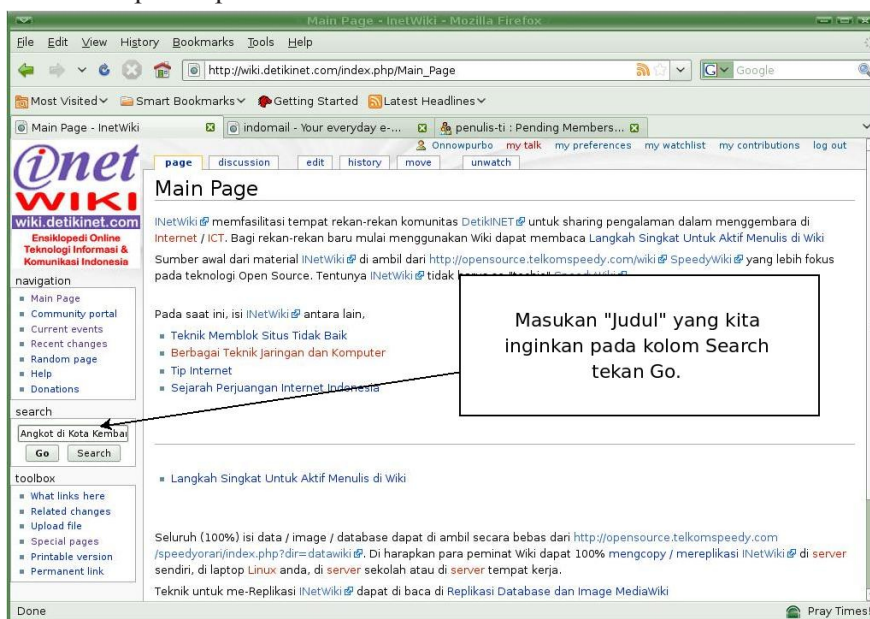 Main Page - InetWiki - Mozilla Firefox
File Edit View History Bookmarks Tools Help
http://wiki.detikinet.com/index.php/Main_Page
Google
Most Visited Smart Bookmarks Getting Started Latest Headlines
Main Page - InetWiki indomail - Your everyday e-... penulis-ti : Pending Members...
Onnowpurbo my talk my preferences my watchlist my contributions log out
page discussion edit history move unwatch
inet
WIKI
wiki.detikinet.com
Ensiklopedi Online
Teknologi Informasi &
Komunikasi Indonesia
navigation
Main Page
Community portal
Current events
Recent changes
Random page
Help
Donations
search
Angkot di Kota Kembar
Go Search
toolbox
What links here
Related changes
Upload file
Special pages
Printable version
Permanent link
Main Page
INetWiki memfasilitasi tempat rekan-rekan komunitas DetikINET untuk sharing pengalaman dalam menggembara di
Internet / ICT. Bagi rekan-rekan baru mulai menggunakan Wiki dapat membaca Langkah Singkat Untuk Aktif Menulis di Wiki
Sumber awal dari material INetWiki di ambil dari http://opensource.telkomspeedy.com/wiki SpeedyWiki yang lebih fokus
pada teknologi Open Source. Tentunya INetWiki tidak
Pada saat ini, isi INetWiki antara lain,
Teknik Memblok Situs Tidak Baik
Berbagai Teknik Jaringan dan Komputer
Tip Internet
Sejarah Perjuangan Internet Indonesia
Masukan "Judul" yang kita
inginkan pada kolom Search
tekan Go.
Langkah Singkat Untuk Aktif Menulis di Wiki
Seluruh (100%) isi data / image / database dapat di ambil secara bebas dari http://opensource.telkomspeedy.com
/speedyorari/index.php?dir=datawiki. Di harapkan para peminat Wiki dapat 100% mengcopy / mereplikasi INetWiki di server
sendiri, di laptop Linux anda, di server sekolah atau di server tempat kerja.
Teknik untuk me-Replikasi INetWiki dapat di baca di Replikasi Database dan Image MediaWiki
Done
Pray Times!